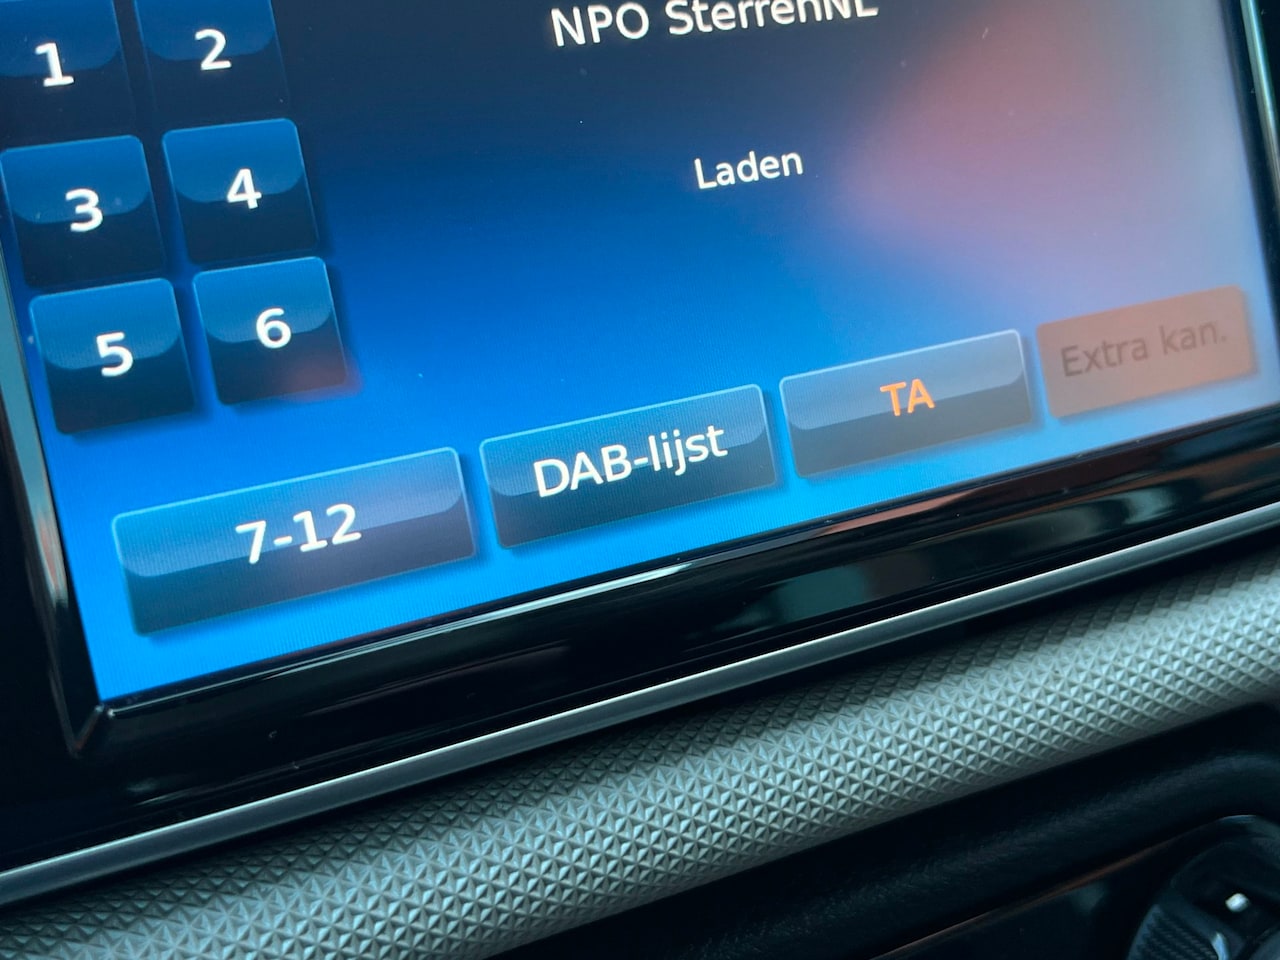 NPO SterrenNL
1 2
Laden
3 4
5 6
7-12 DAB-lijst TA Extra kan.